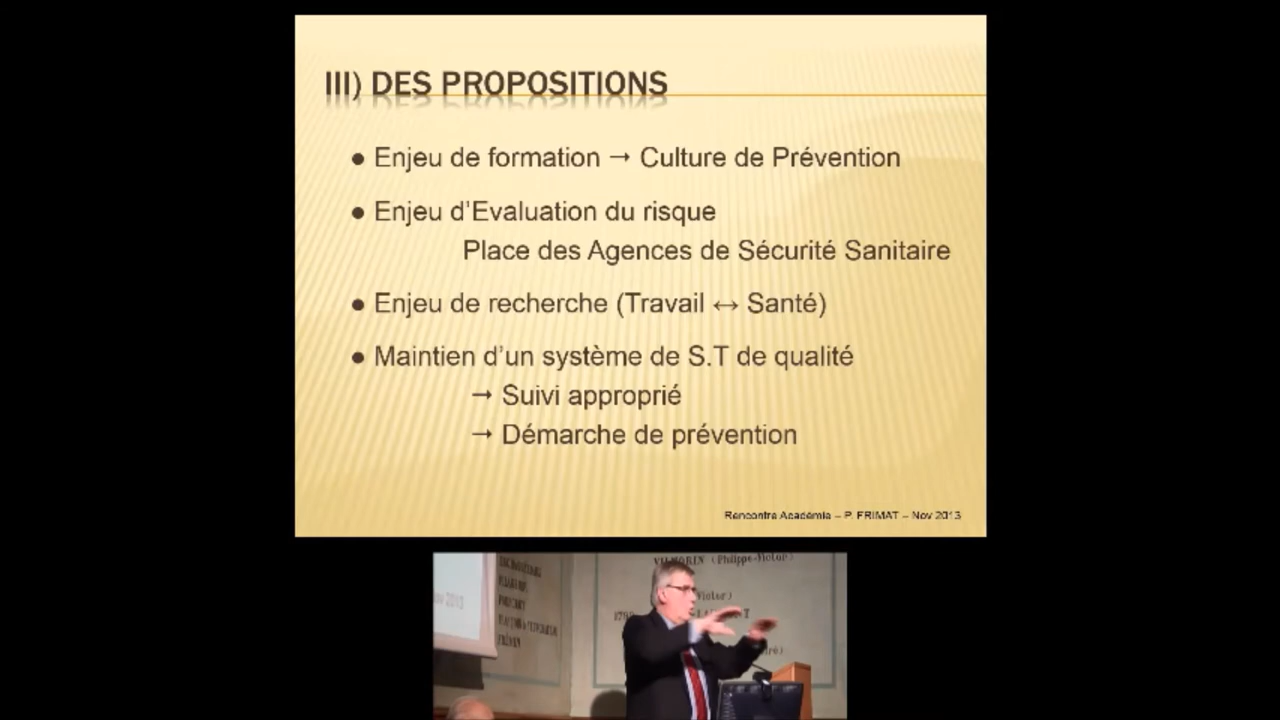 III) DES PROPOSITIONS
● Enjeu de formation → Culture de Prévention
● Enjeu d'Evaluation du risque
Place des Agences de Sécurité Sanitaire
● Enjeu de recherche (Travail ↔ Santé)
● Maintien d'un système de S.T de qualité
→ Suivi approprié
→ Démarche de prévention
Rencontre Académie – P. FRIMAT – Nov 2013
VILMORIN (Philippe-Victor)
Victor)